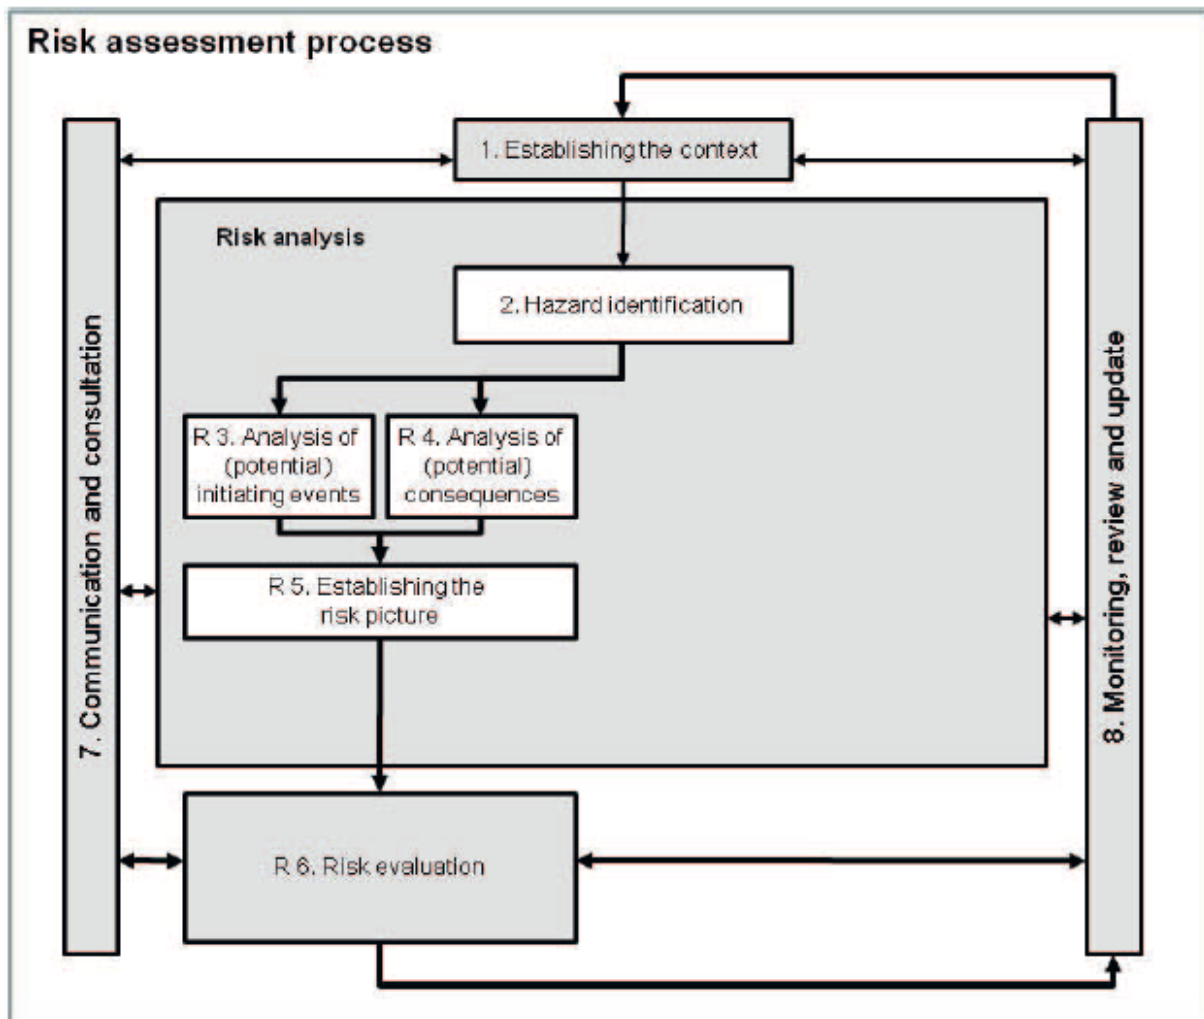 Risk assessment process
1. Establishing the context
Risk analysis
2. Hazard identification
R 3. Analysis of
(potential)
initiating events
R 4. Analysis of
(potential)
consequences
R 5. Establishing the
risk picture
R 6. Risk evaluation
7. Communication and consultation
8. Monitoring, review and update